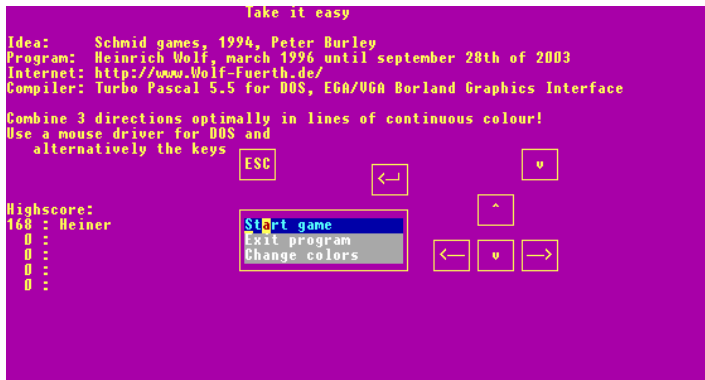 Take it easy
Idea: Schmid games, 1994, Peter Burley
Program: Heinrich Wolf, march 1996 until september 28th of 2003
Internet: http://www.Wolf-Fuerth.de/
Compiler: Turbo Pascal 5.5 for DOS, EGA/VGA Borland Graphics Interface
Combine 3 directions optimally in lines of continuous colour!
Use a mouse driver for DOS and
alternatively the keys
ESC
<─┘
v
^
Highscore:
168 : Heiner
0 :
0 :
0 :
0 :
Start game
Exit program
Change colors
<──
v
──>